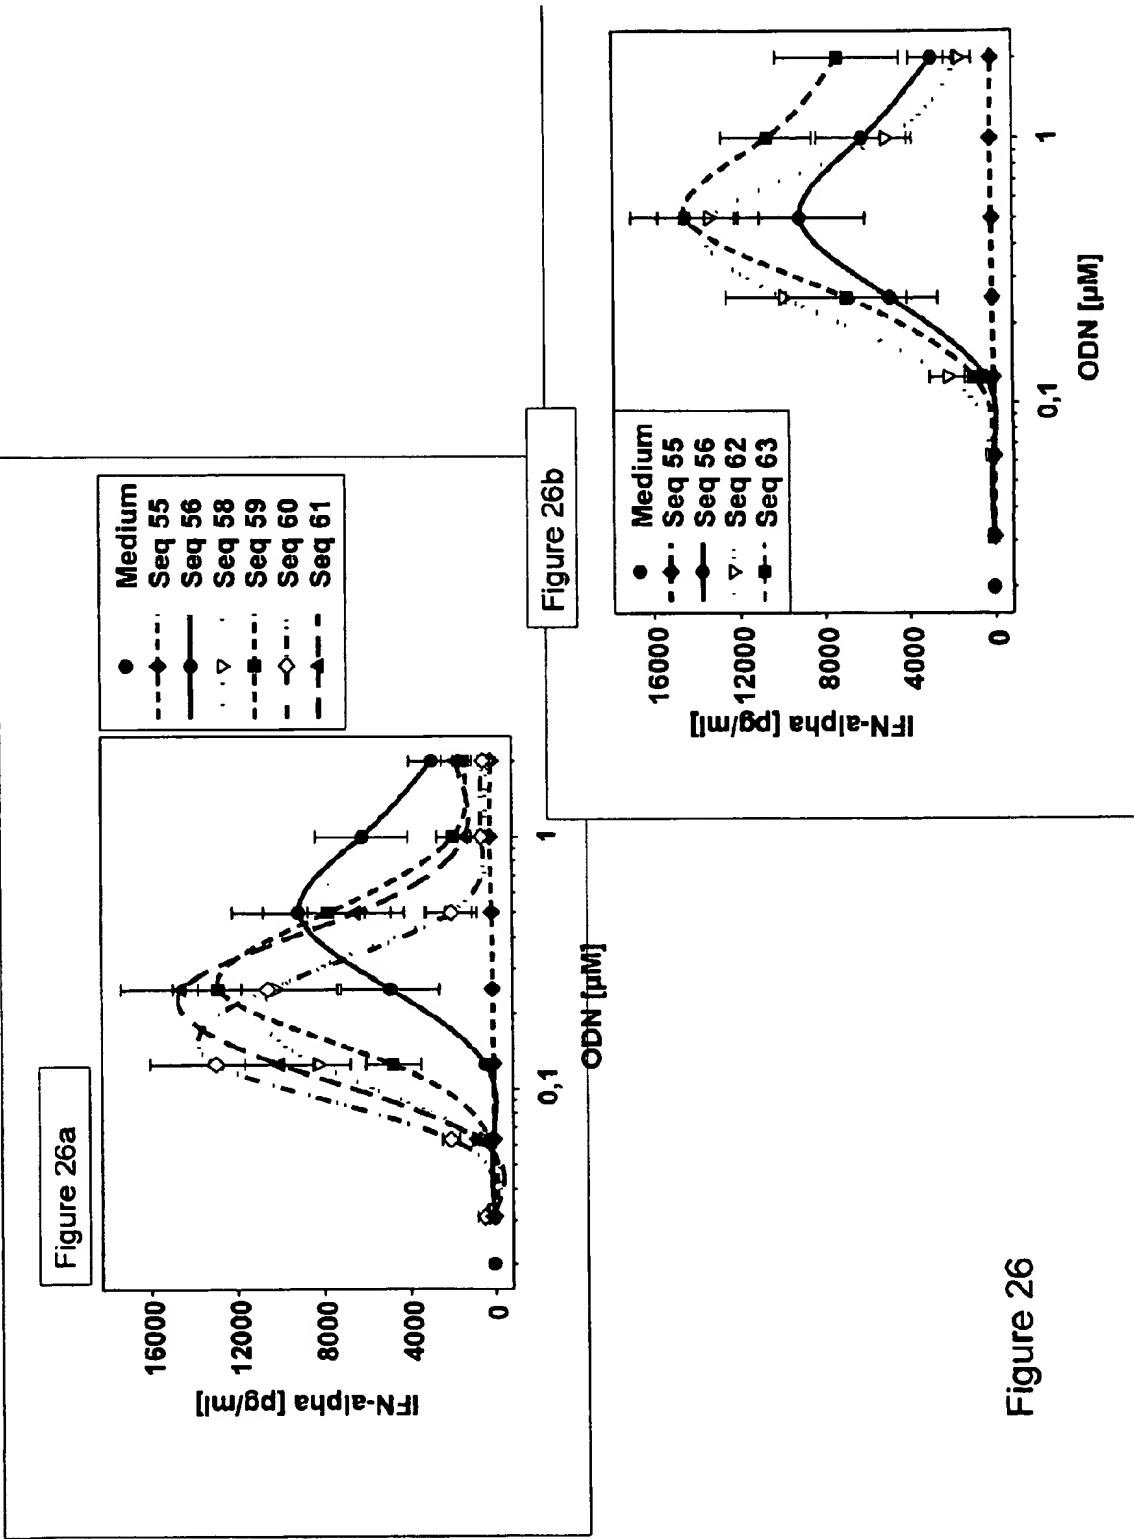 Figure 26a
IFN-alpha [pg/ml]
16000
12000
8000
4000
0
0,1
1
ODN [µM]
Medium
Seq 55
Seq 56
Seq 58
Seq 59
Seq 60
Seq 61
Figure 26b
IFN-alpha [pg/ml]
16000
12000
8000
4000
0
0,1
1
ODN [µM]
Medium
Seq 55
Seq 56
Seq 62
Seq 63
Figure 26